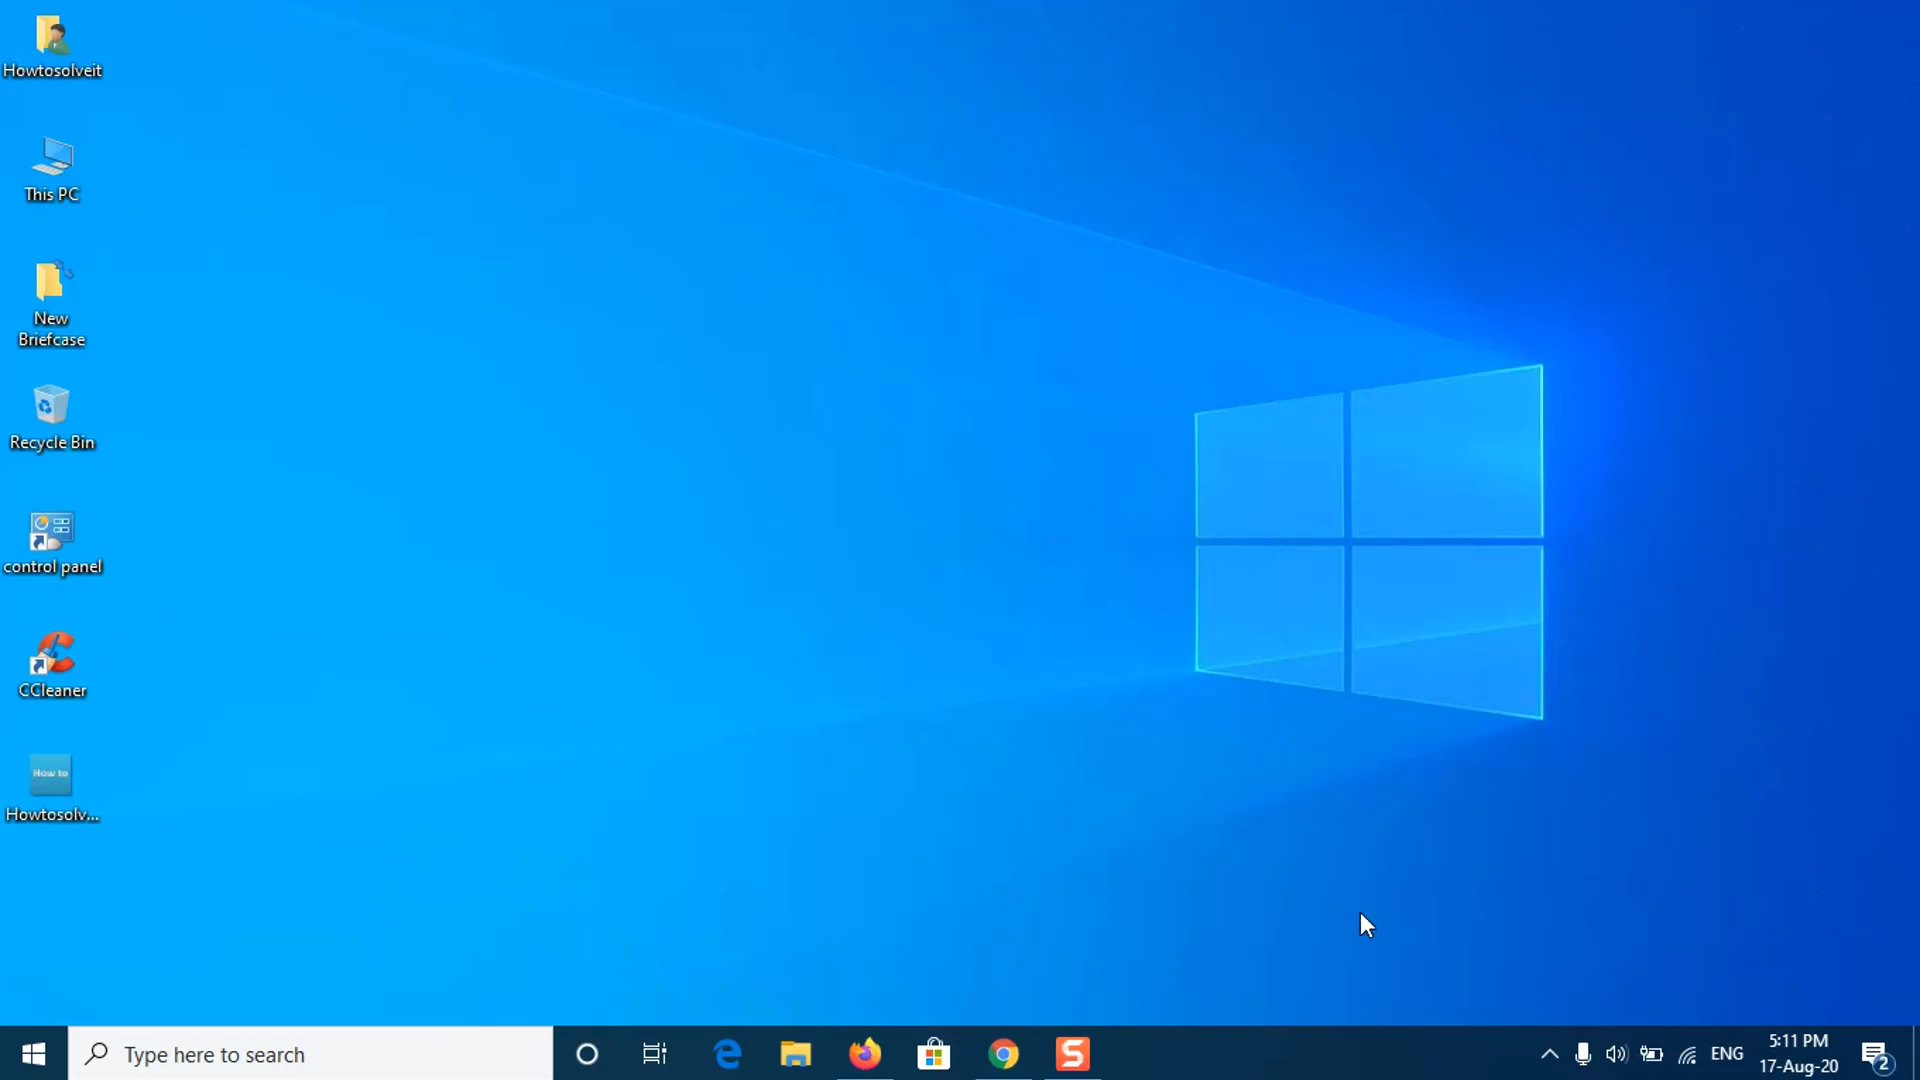 Howtosolveit
This PC
New
Briefcase
Recycle Bin
control panel
CCleaner
How to
Howtosolv...
Type here to search
ENG
5:11 PM
17-Aug-20
2